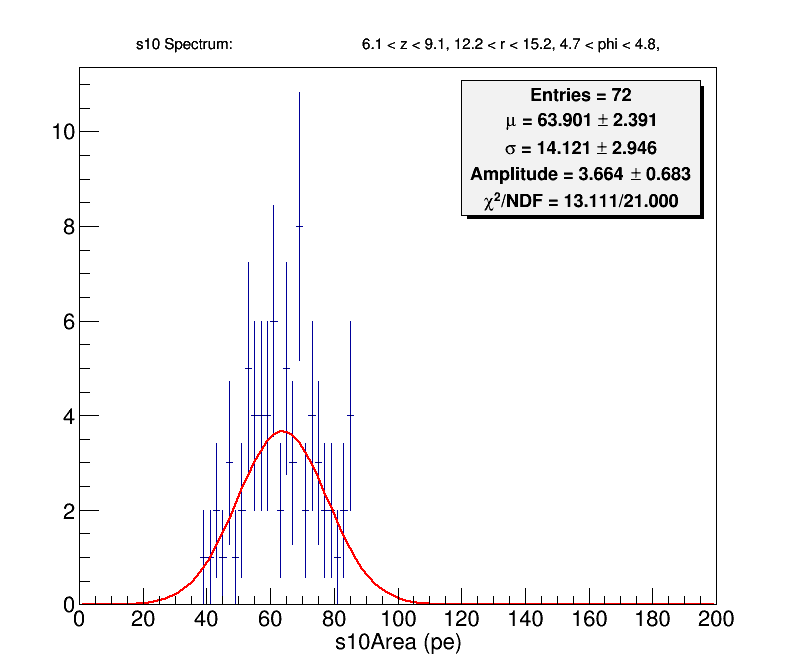 s10 Spectrum: 6.1 < z < 9.1, 12.2 < r < 15.2, 4.7 < phi < 4.8,
Entries = 72
μ = 63.901 ± 2.391
σ = 14.121 ± 2.946
Amplitude = 3.664 ± 0.683
χ²/NDF = 13.111/21.000
10
8
6
4
2
0
0 20 40 60 80 100 120 140 160 180 200
s10Area (pe)